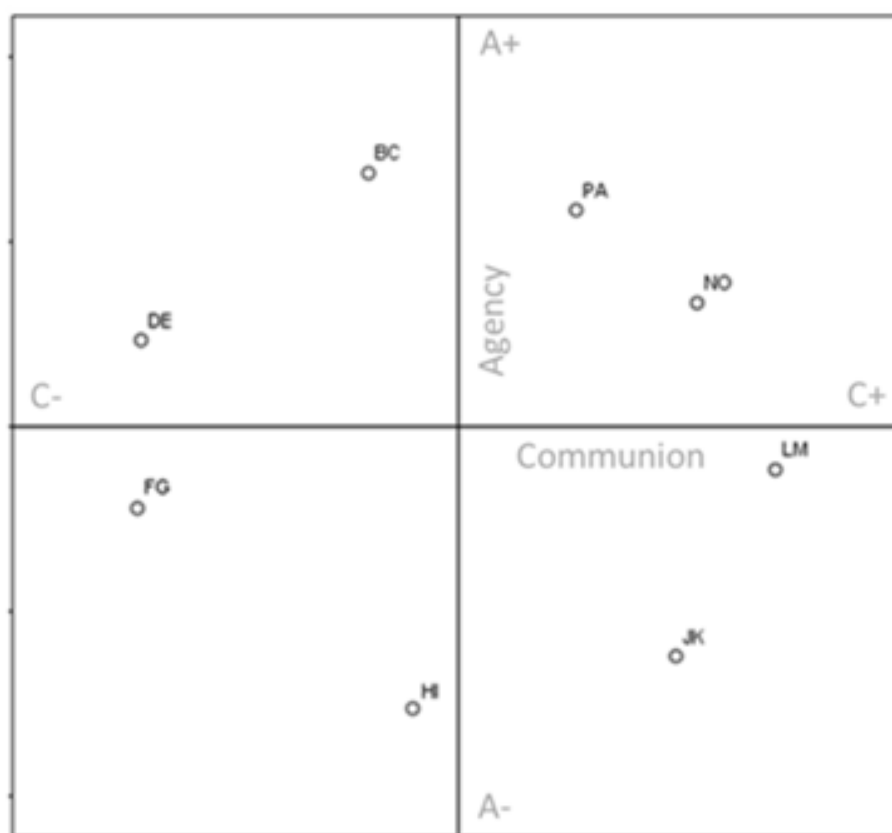 A+
BC
PA
Agency
NO
DE
C-
C+
Communion
LM
FG
JK
HI
A-